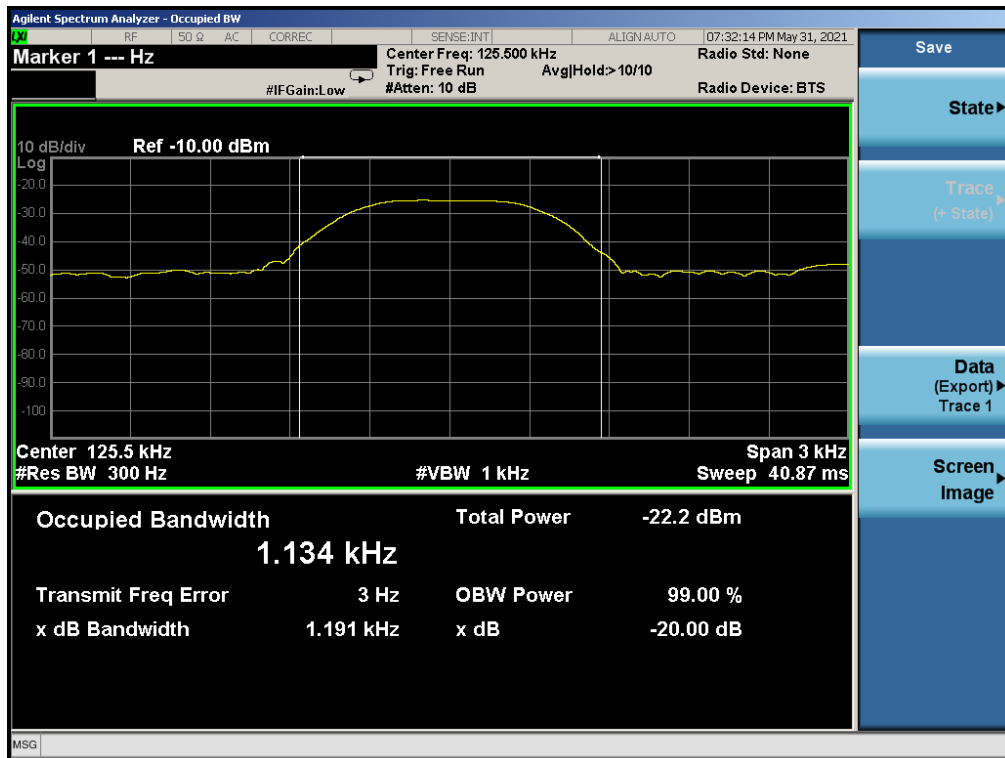 Agilent Spectrum Analyzer - Occupied BW
LXI RF 50 Ω AC CORREC SENSE:INT ALIGN AUTO 07:32:14 PM May 31, 2021
Marker 1 --- Hz
Center Freq: 125.500 kHz
Radio Std: None
Trig: Free Run Avg|Hold:>10/10
#IFGain:Low #Atten: 10 dB Radio Device: BTS
10 dB/div Ref -10.00 dBm
Log
-20.0
-30.0
-40.0
-50.0
-60.0
-70.0
-80.0
-90.0
-100
Center 125.5 kHz Span 3 kHz
#Res BW 300 Hz #VBW 1 kHz Sweep 40.87 ms
Occupied Bandwidth Total Power -22.2 dBm
1.134 kHz
Transmit Freq Error 3 Hz OBW Power 99.00 %
x dB Bandwidth 1.191 kHz x dB -20.00 dB
MSG
Save
State
Trace
(+ State)
Data
(Export)
Trace 1
Screen
Image